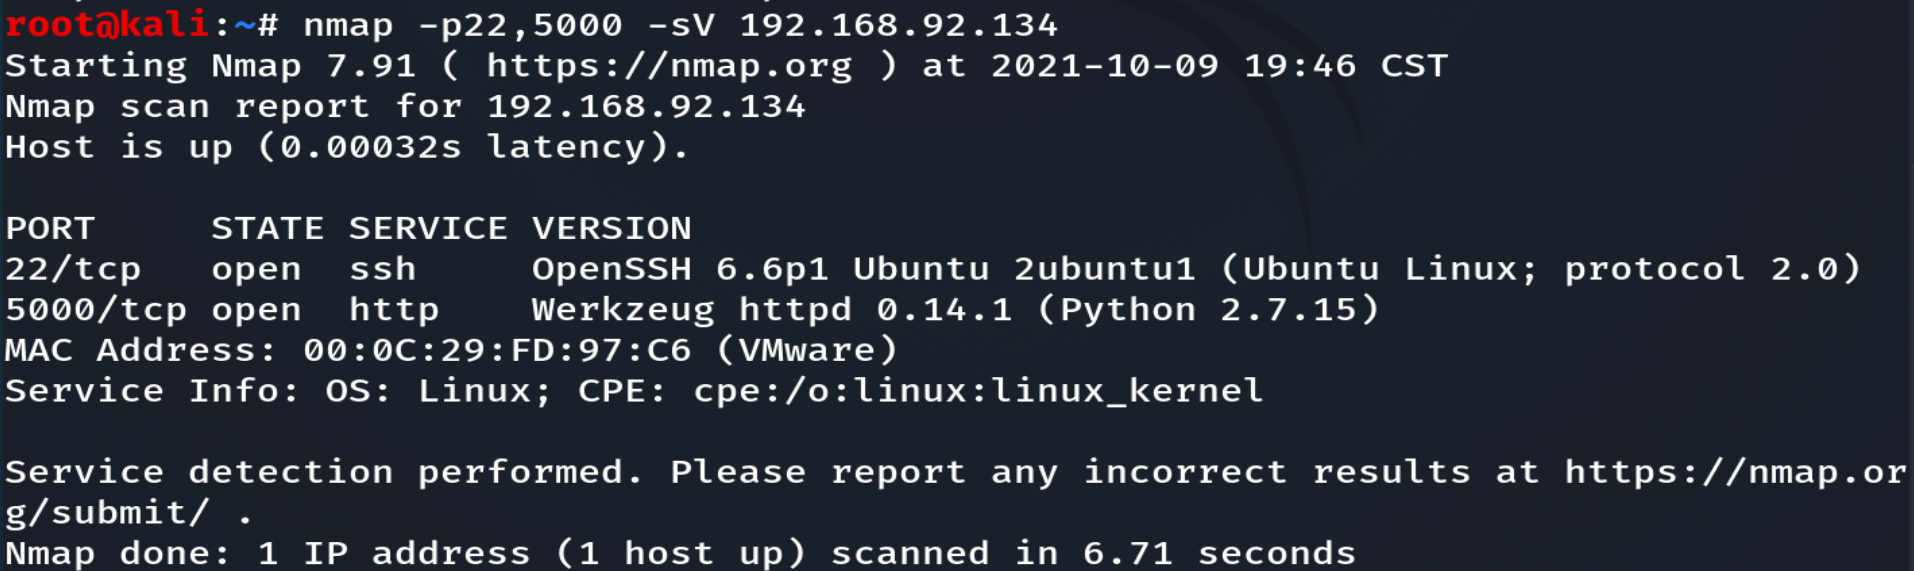 root@kali:~# nmap -p22,5000 -sV 192.168.92.134
Starting Nmap 7.91 ( https://nmap.org ) at 2021-10-09 19:46 CST
Nmap scan report for 192.168.92.134
Host is up (0.00032s latency).
PORT     STATE SERVICE VERSION
22/tcp   open  ssh     OpenSSH 6.6p1 Ubuntu 2ubuntu1 (Ubuntu Linux; protocol 2.0)
5000/tcp open  http    Werkzeug httpd 0.14.1 (Python 2.7.15)
MAC Address: 00:0C:29:FD:97:C6 (VMware)
Service Info: OS: Linux; CPE: cpe:/o:linux:linux_kernel
Service detection performed. Please report any incorrect results at https://nmap.or
g/submit/ .
Nmap done: 1 IP address (1 host up) scanned in 6.71 seconds